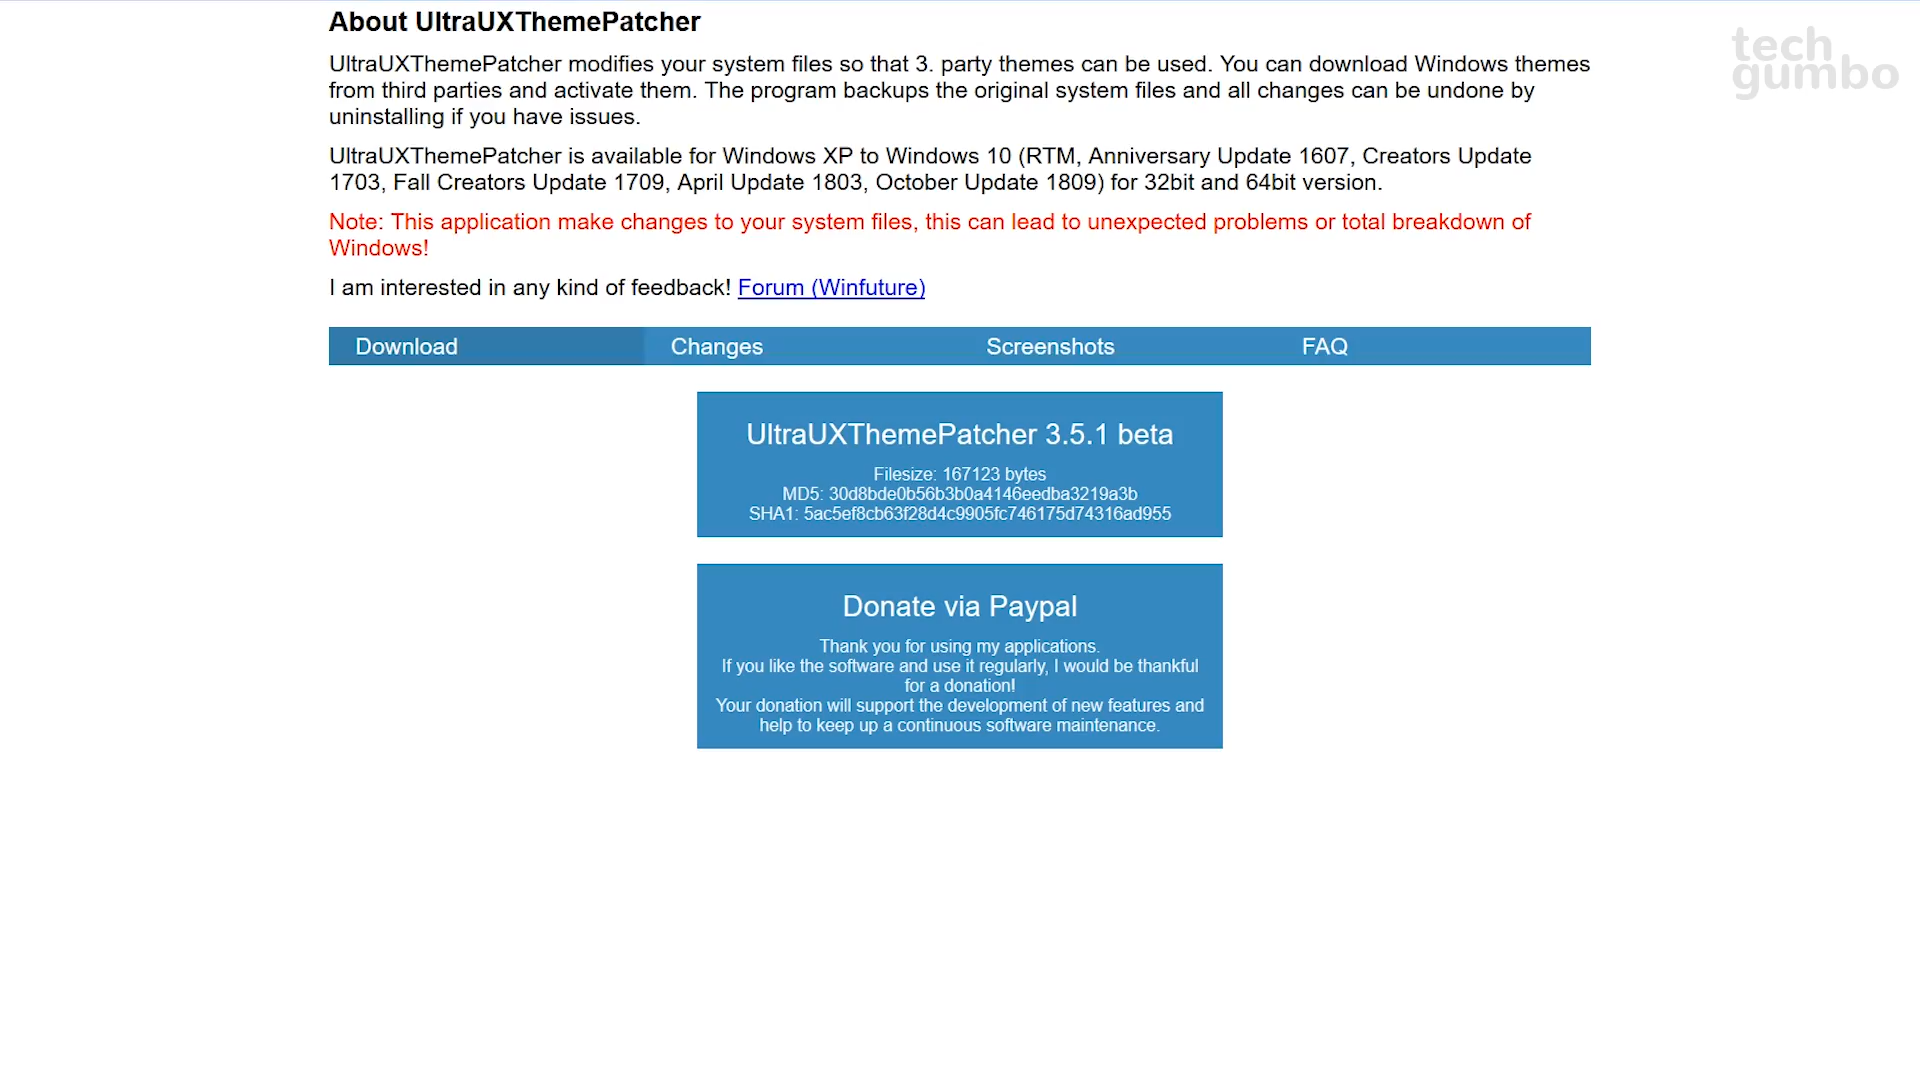 About UltraUXThemePatcher
tech
gumbo
UltraUXThemePatcher modifies your system files so that 3. party themes can be used. You can download Windows themes
from third parties and activate them. The program backups the original system files and all changes can be undone by
uninstalling if you have issues.
UltraUXThemePatcher is available for Windows XP to Windows 10 (RTM, Anniversary Update 1607, Creators Update
1703, Fall Creators Update 1709, April Update 1803, October Update 1809) for 32bit and 64bit version.
Note: This application make changes to your system files, this can lead to unexpected problems or total breakdown of
Windows!
I am interested in any kind of feedback! Forum (Winfuture)
Download Changes Screenshots FAQ
UltraUXThemePatcher 3.5.1 beta
Filesize: 167123 bytes
MD5: 30d8bde0b56b3b0a4146eedba3219a3b
SHA1: 5ac5ef8cb63f28d4c9905fc746175d74316ad955
Donate via Paypal
Thank you for using my applications.
If you like the software and use it regularly, I would be thankful
for a donation!
Your donation will support the development of new features and
help to keep up a continuous software maintenance.